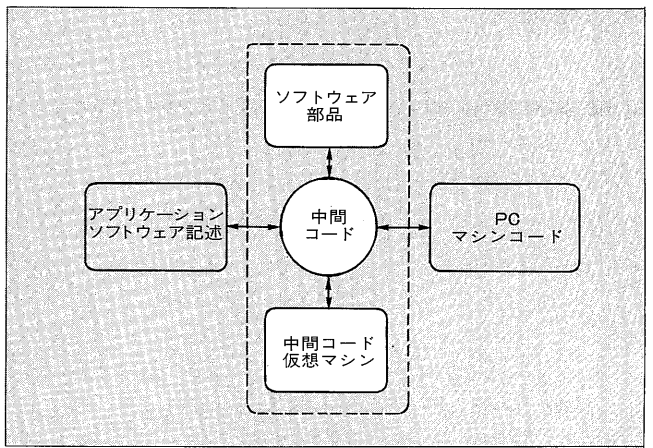 ソフトウェア
部品
アプリケーション
ソフトウェア記述
中間
コード
PC
マシンコード
中間コード
仮想マシン